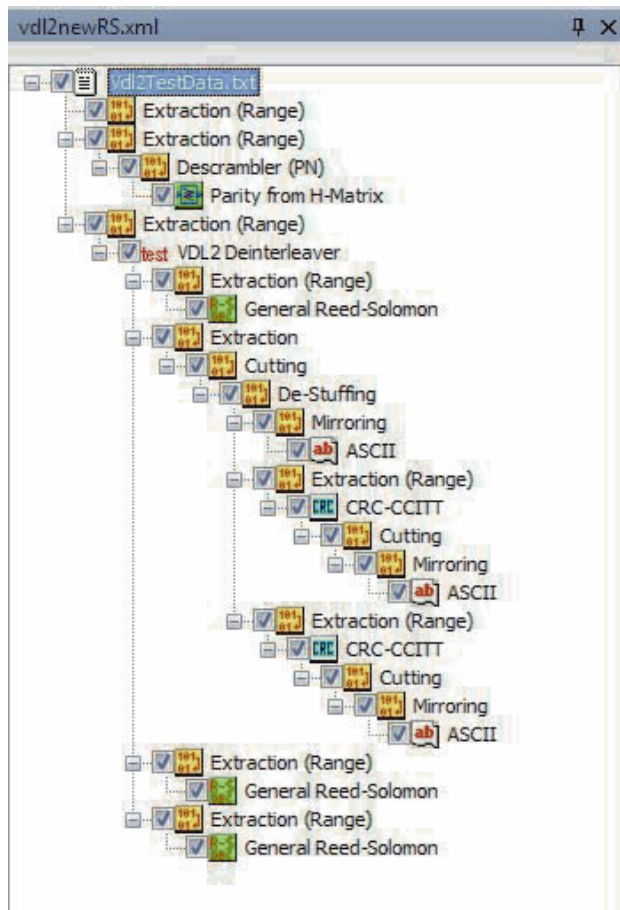 vdl2newRS.xml
vdl2TestData.txt
Extraction (Range)
Extraction (Range)
Descrambler (PN)
Parity from H-Matrix
Extraction (Range)
test VDL2 Deinterleaver
Extraction (Range)
General Reed-Solomon
Extraction
Cutting
De-Stuffing
Mirroring
ab ASCII
Extraction (Range)
CRC CRC-CCITT
Cutting
Mirroring
ab ASCII
Extraction (Range)
CRC CRC-CCITT
Cutting
Mirroring
ab ASCII
Extraction (Range)
General Reed-Solomon
Extraction (Range)
General Reed-Solomon